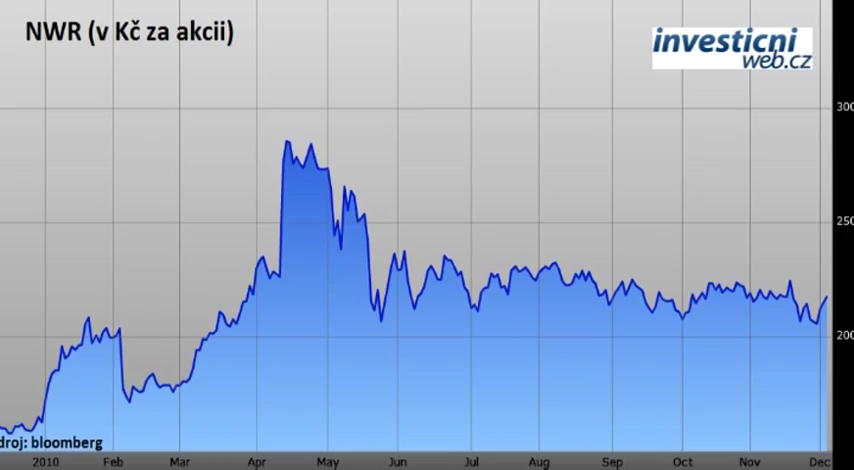 NWR (v Kč za akcii)
investicni
web.cz
300
250
200
droj: bloomberg
2010 Feb Mar Apr May Jun Jul Aug Sep Oct Nov Dec